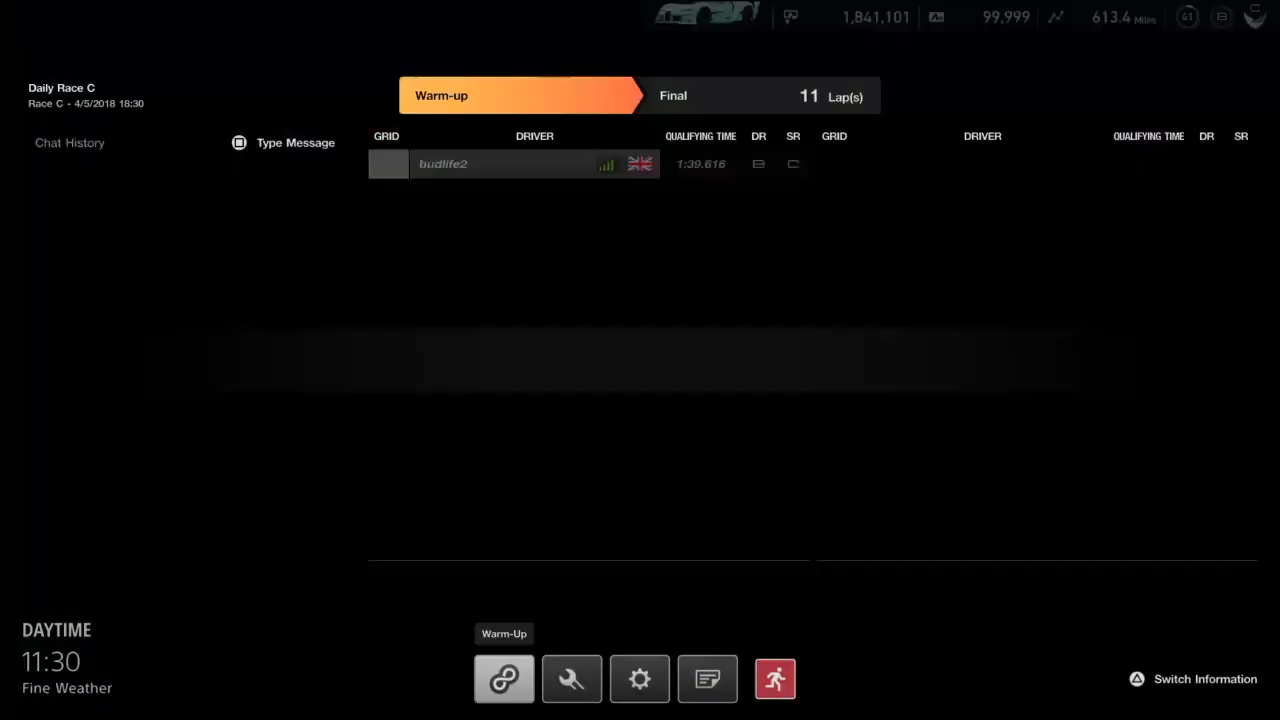 1,841,101
99,999
613.4 Miles
41
B
C
Daily Race C
Race C - 4/5/2018 18:30
Warm-up
Final
11 Lap(s)
Chat History
Type Message
GRID DRIVER QUALIFYING TIME DR SR
GRID DRIVER QUALIFYING TIME DR SR
budlife2 1:39.616 B C
DAYTIME
11:30
Fine Weather
Warm-Up
Switch Information